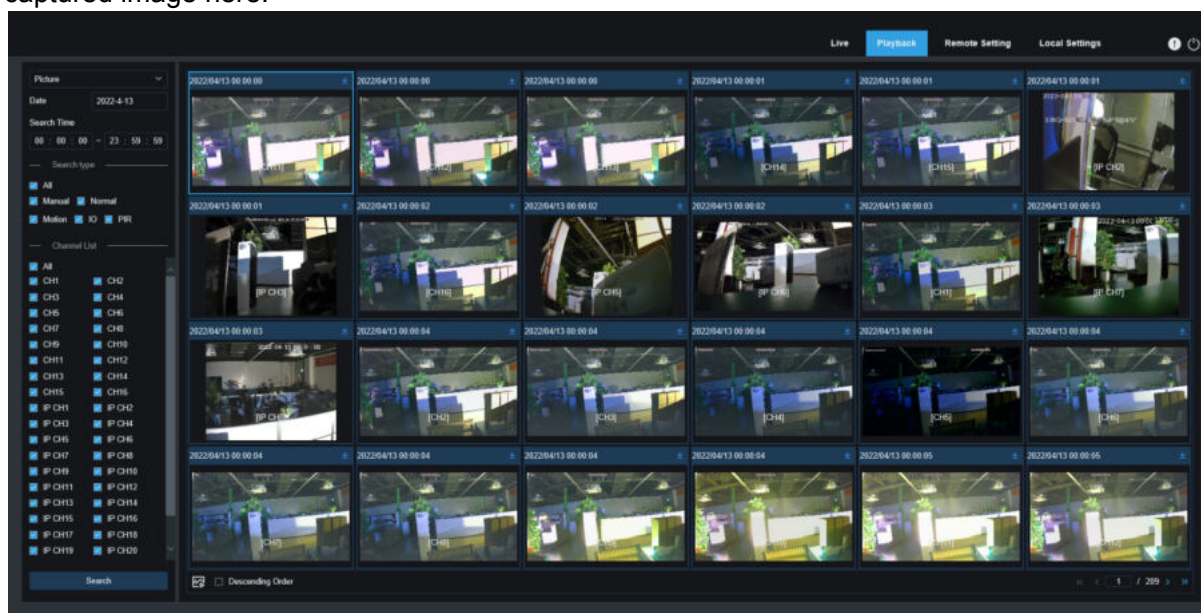 captured image here.
Live Playback Remote Setting Local Settings
Picture
Date 2022-4-13
Search Time
00 : 00 : 00 - 23 : 59 : 59
Search type
All
Manual Normal
Motion IO PIR
Channel List
All
CH1 CH2
CH3 CH4
CH5 CH6
CH7 CH8
CH9 CH10
CH11 CH12
CH13 CH14
CH15 CH16
IP CH1 IP CH2
IP CH3 IP CH4
IP CH5 IP CH6
IP CH7 IP CH8
IP CH9 IP CH10
IP CH11 IP CH12
IP CH13 IP CH14
IP CH15 IP CH16
IP CH17 IP CH18
IP CH19 IP CH20
Search
2022/04/13 00:00:00 2022/04/13 00:00:00 2022/04/13 00:00:00 2022/04/13 00:00:01 2022/04/13 00:00:01 2022/04/13 00:00:01
[CH11] [CH12] [CH13] [CH14] [CH15] [IP CH2]
2022/04/13 00:00:01 2022/04/13 00:00:02 2022/04/13 00:00:02 2022/04/13 00:00:02 2022/04/13 00:00:03 2022/04/13 00:00:03
[IP CH3] [CH16] [IP CH5] [IP CH6] [CH1] [IP CH7]
2022/04/13 00:00:03 2022/04/13 00:00:04 2022/04/13 00:00:04 2022/04/13 00:00:04 2022/04/13 00:00:04 2022/04/13 00:00:04
[CH2] [CH3] [CH4] [CH5] [CH6]
2022/04/13 00:00:04 2022/04/13 00:00:04 2022/04/13 00:00:04 2022/04/13 00:00:04 2022/04/13 00:00:05 2022/04/13 00:00:05
[CH7] [CH8]
Descending Order
1 / 209